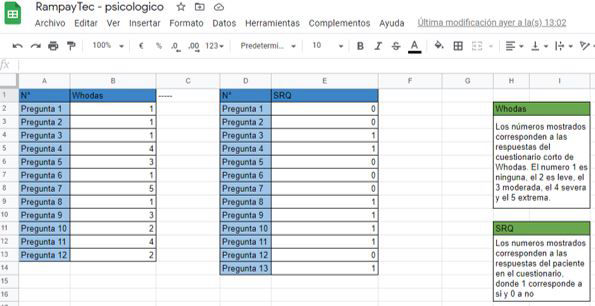 RampayTec - psicologico
Archivo Editar Ver Insertar Formato Datos Herramientas Complementos Ayuda Última modificación ayer a la(s) 13:02
100% € % .0 .00 123 Predetermi... 10 B I S A
fx
A B C D E F G H I
1 N° Whodas ----- N° SRQ
2 Pregunta 1 1 Pregunta 1 0 Whodas
3 Pregunta 2 1 Pregunta 2 0
4 Pregunta 3 1 Pregunta 3 1
5 Pregunta 4 4 Pregunta 4 1
6 Pregunta 5 3 Pregunta 5 0
7 Pregunta 6 1 Pregunta 6 0
8 Pregunta 7 5 Pregunta 7 0
9 Pregunta 8 1 Pregunta 8 1
10 Pregunta 9 3 Pregunta 9 1
11 Pregunta 10 2 Pregunta 10 1 SRQ
12 Pregunta 11 4 Pregunta 11 1
13 Pregunta 12 2 Pregunta 12 0
14 Pregunta 13 1
15
16
Los números mostrados
corresponden a las
respuestas del
cuestionario corto de
Whodas. El numero 1 es
ninguna, el 2 es leve, el
3 moderada, el 4 severa
y el 5 extrema.
Los numeros mostrados
corresponden a las
respuestas del paciente
en el cuestionario,
donde 1 corresponde a
si y 0 a no